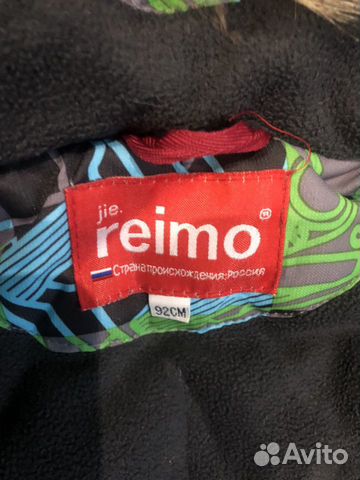 jie.
reimo®
Страна происхождения: Россия
92CM
Avito